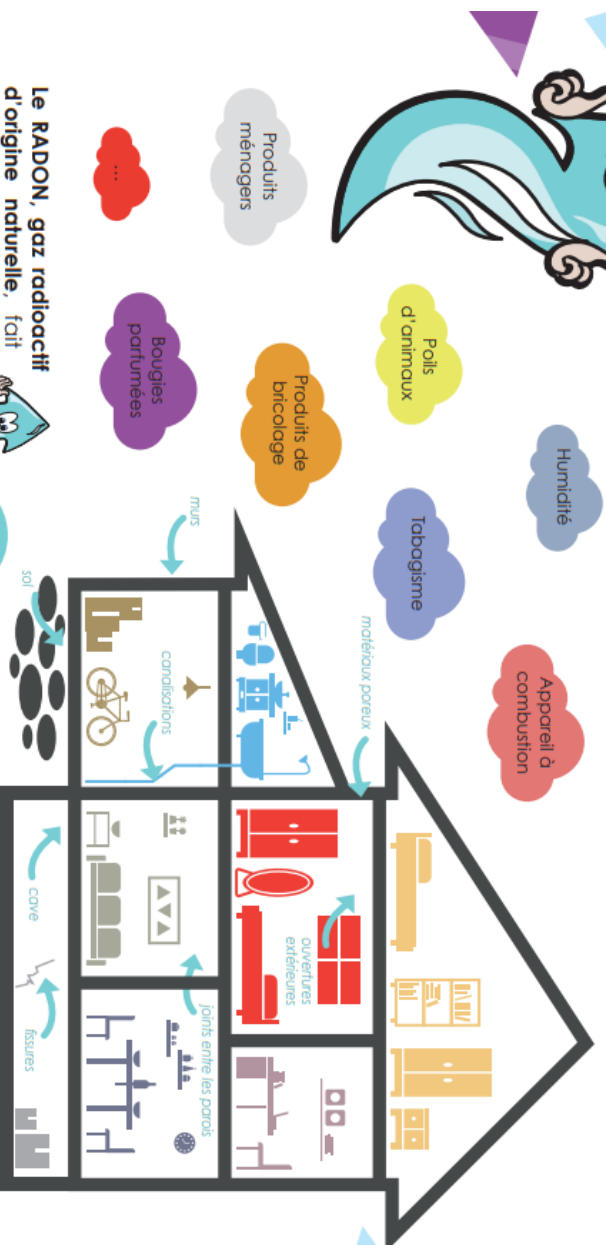 Appareil à
combustion
Humidité
Tabagisme
Poils
d'animaux
Produits de
bricolage
Produits
ménagers
Bougies
parfumées
...
matériaux poreux
murs
canalisations
ouvertures
extérieures
joints entre les parois
sol
cave
fissures
Le RADON, gaz radioactif
d'origine naturelle, fait